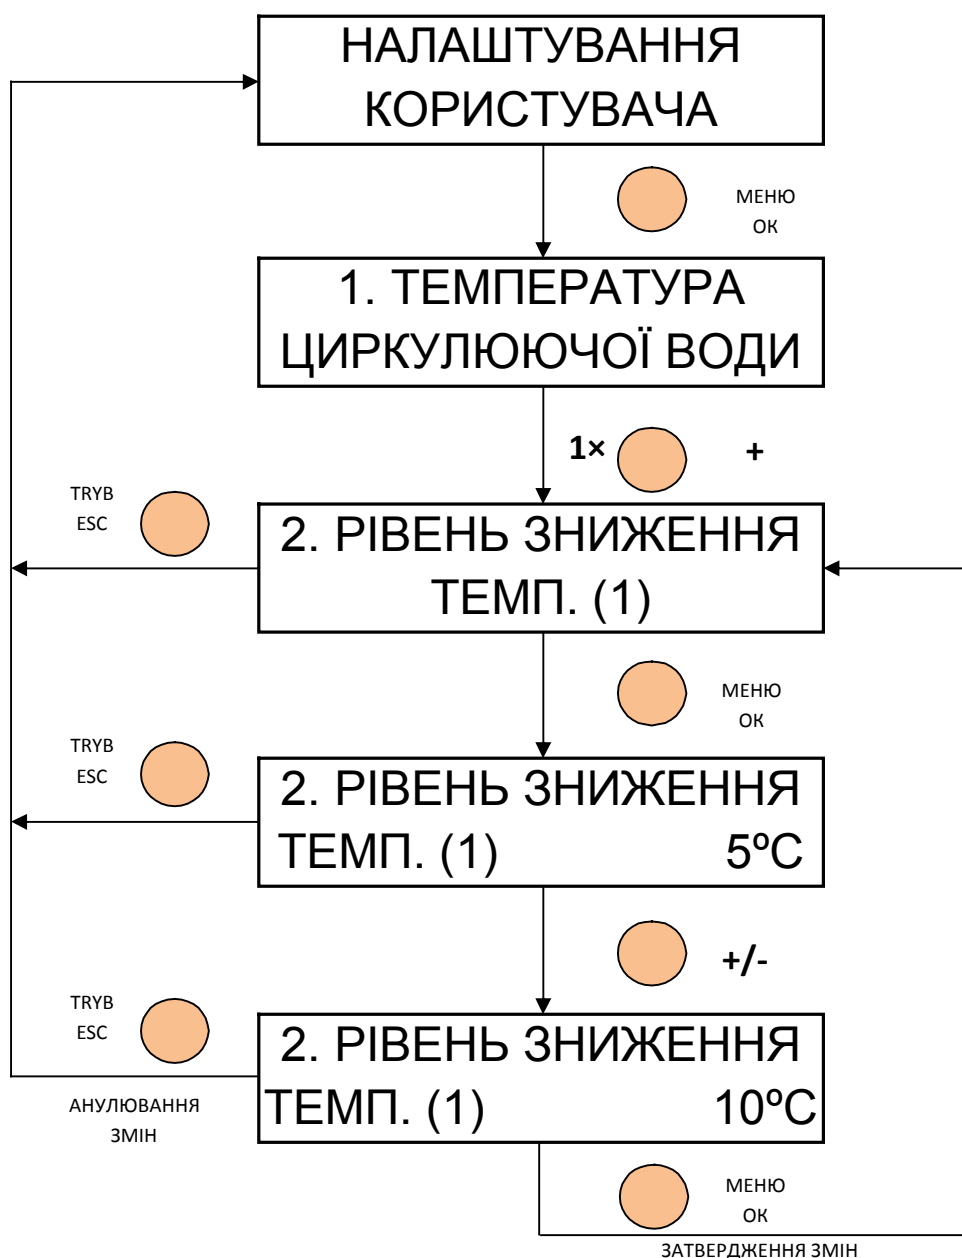 НАЛАШТУВАННЯ
КОРИСТУВАЧА
МЕНЮ
ОК
1. ТЕМПЕРАТУРА
ЦИРКУЛЮЮЧОЇ ВОДИ
1× +
TRYB
ESC
2. РІВЕНЬ ЗНИЖЕННЯ
ТЕМП. (1)
МЕНЮ
ОК
TRYB
ESC
2. РІВЕНЬ ЗНИЖЕННЯ
ТЕМП. (1) 5ºC
+/-
TRYB
ESC
2. РІВЕНЬ ЗНИЖЕННЯ
ТЕМП. (1) 10ºC
АНУЛЮВАННЯ
ЗМІН
МЕНЮ
ОК
ЗАТВЕРДЖЕННЯ ЗМІН